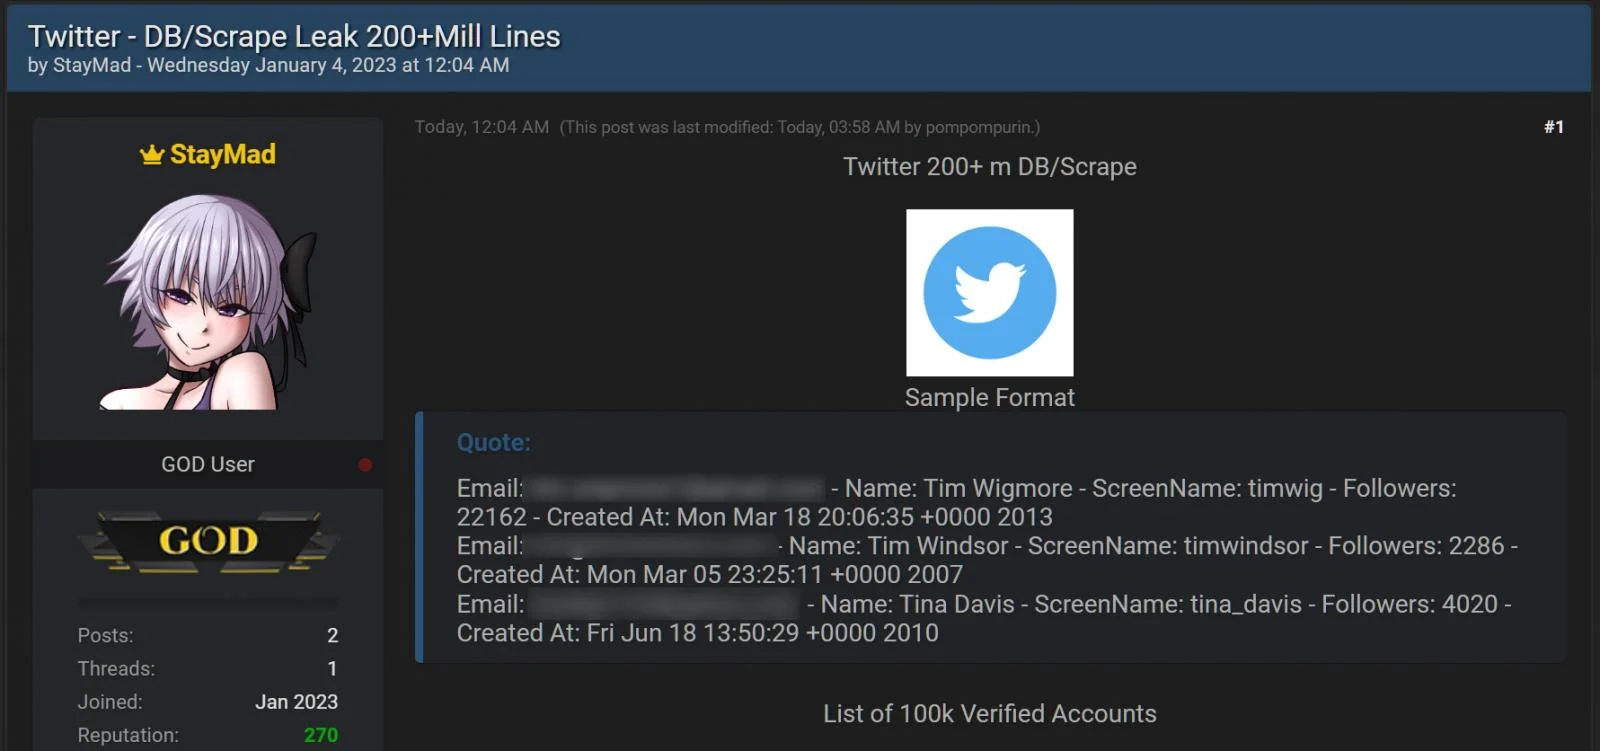 Twitter - DB/Scrape Leak 200+Mill Lines
by StayMad - Wednesday January 4, 2023 at 12:04 AM
StayMad
GOD User
GOD
Posts: 2
Threads: 1
Joined: Jan 2023
Reputation: 270
Today, 12:04 AM (This post was last modified: Today, 03:58 AM by pompompurin.) #1
Twitter 200+ m DB/Scrape
Sample Format
Quote:
Email: - Name: Tim Wigmore - ScreenName: timwig - Followers:
22162 - Created At: Mon Mar 18 20:06:35 +0000 2013
Email: - Name: Tim Windsor - ScreenName: timwindsor - Followers: 2286 -
Created At: Mon Mar 05 23:25:11 +0000 2007
Email: - Name: Tina Davis - ScreenName: tina_davis - Followers: 4020 -
Created At: Fri Jun 18 13:50:29 +0000 2010
List of 100k Verified Accounts